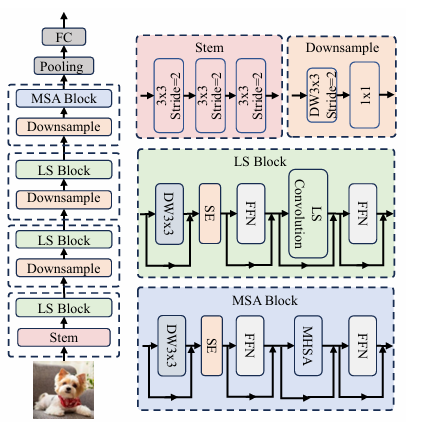 FC
Pooling
MSA Block
Downsample
LS Block
Downsample
LS Block
Downsample
LS Block
Stem
Stem
3x3
Stride=2
3x3
Stride=2
3x3
Stride=2
Downsample
DW3x3
Stride=2
1x1
LS Block
DW3x3
SE
FFN
LS
Convolution
FFN
MSA Block
DW3x3
SE
FFN
MHSA
FFN